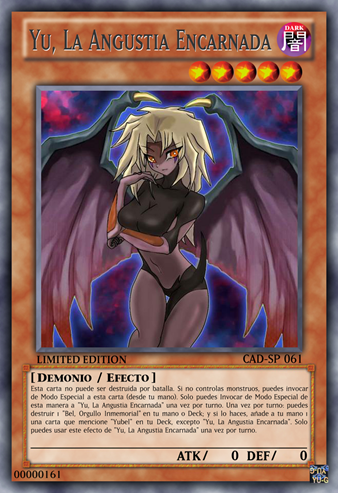 Yu, La Angustia Encarnada
DARK
闇
LIMITED EDITION
CAD-SP 061
[ Demonio / Efecto ]
Esta carta no puede ser destruida por batalla. Si no controlas monstruos, puedes invocar
de Modo Especial a esta carta (desde tu mano). Solo puedes Invocar de Modo Especial de
esta manera a "Yu, La Angustia Encarnada" una vez por turno. Una vez por turno: puedes
destruir 1 "Bel, Orgullo Inmemorial" en tu mano o Deck; y si lo haces, añade a tu mano 1
una carta que mencione "Yubel" en tu Deck, excepto "Yu, La Angustia Encarnada". Solo
puedes usar este efecto de "Yu, La Angustia Encarnada" una vez por turno.
ATK/ 0 DEF/ 0
00000161